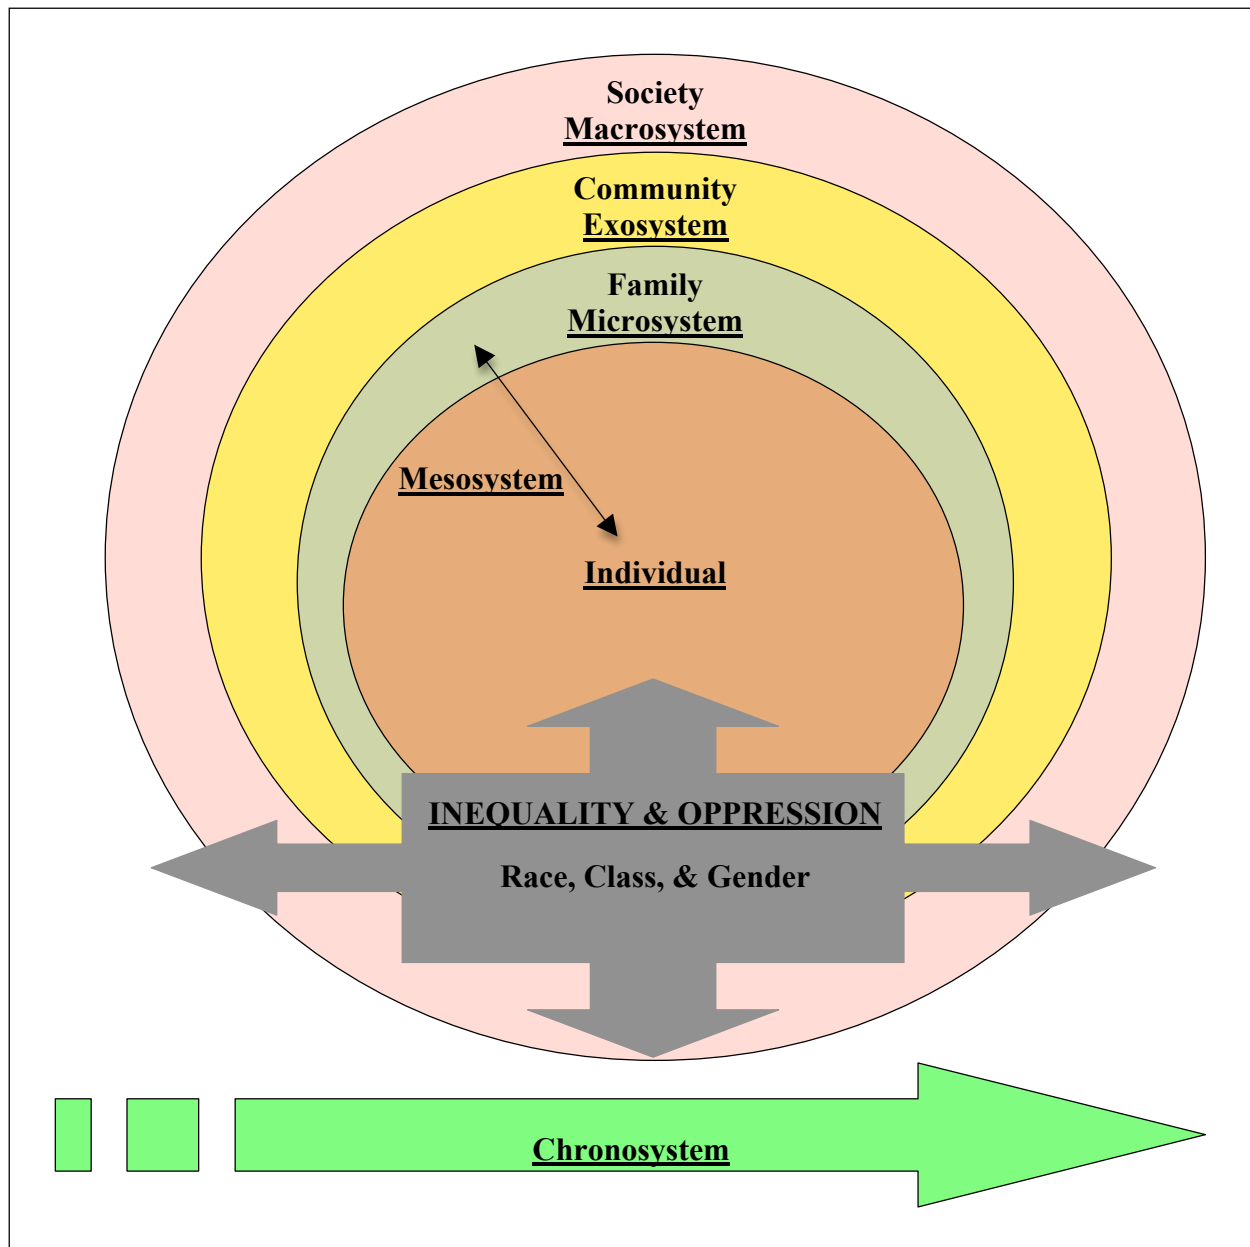 Society
Macrosystem
Community
Exosystem
Family
Microsystem
Mesosystem
Individual
INEQUALITY & OPPRESSION
Race, Class, & Gender
Chronosystem